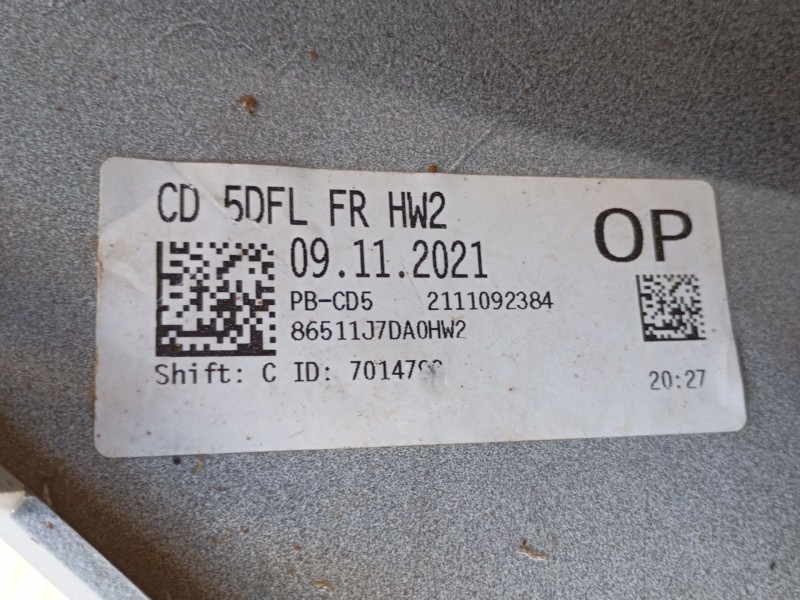 CD 5DFL FR HW2
OP
09.11.2021
PB-CD5 2111092384
86511J7DA0HW2
Shift: C ID:
20:27